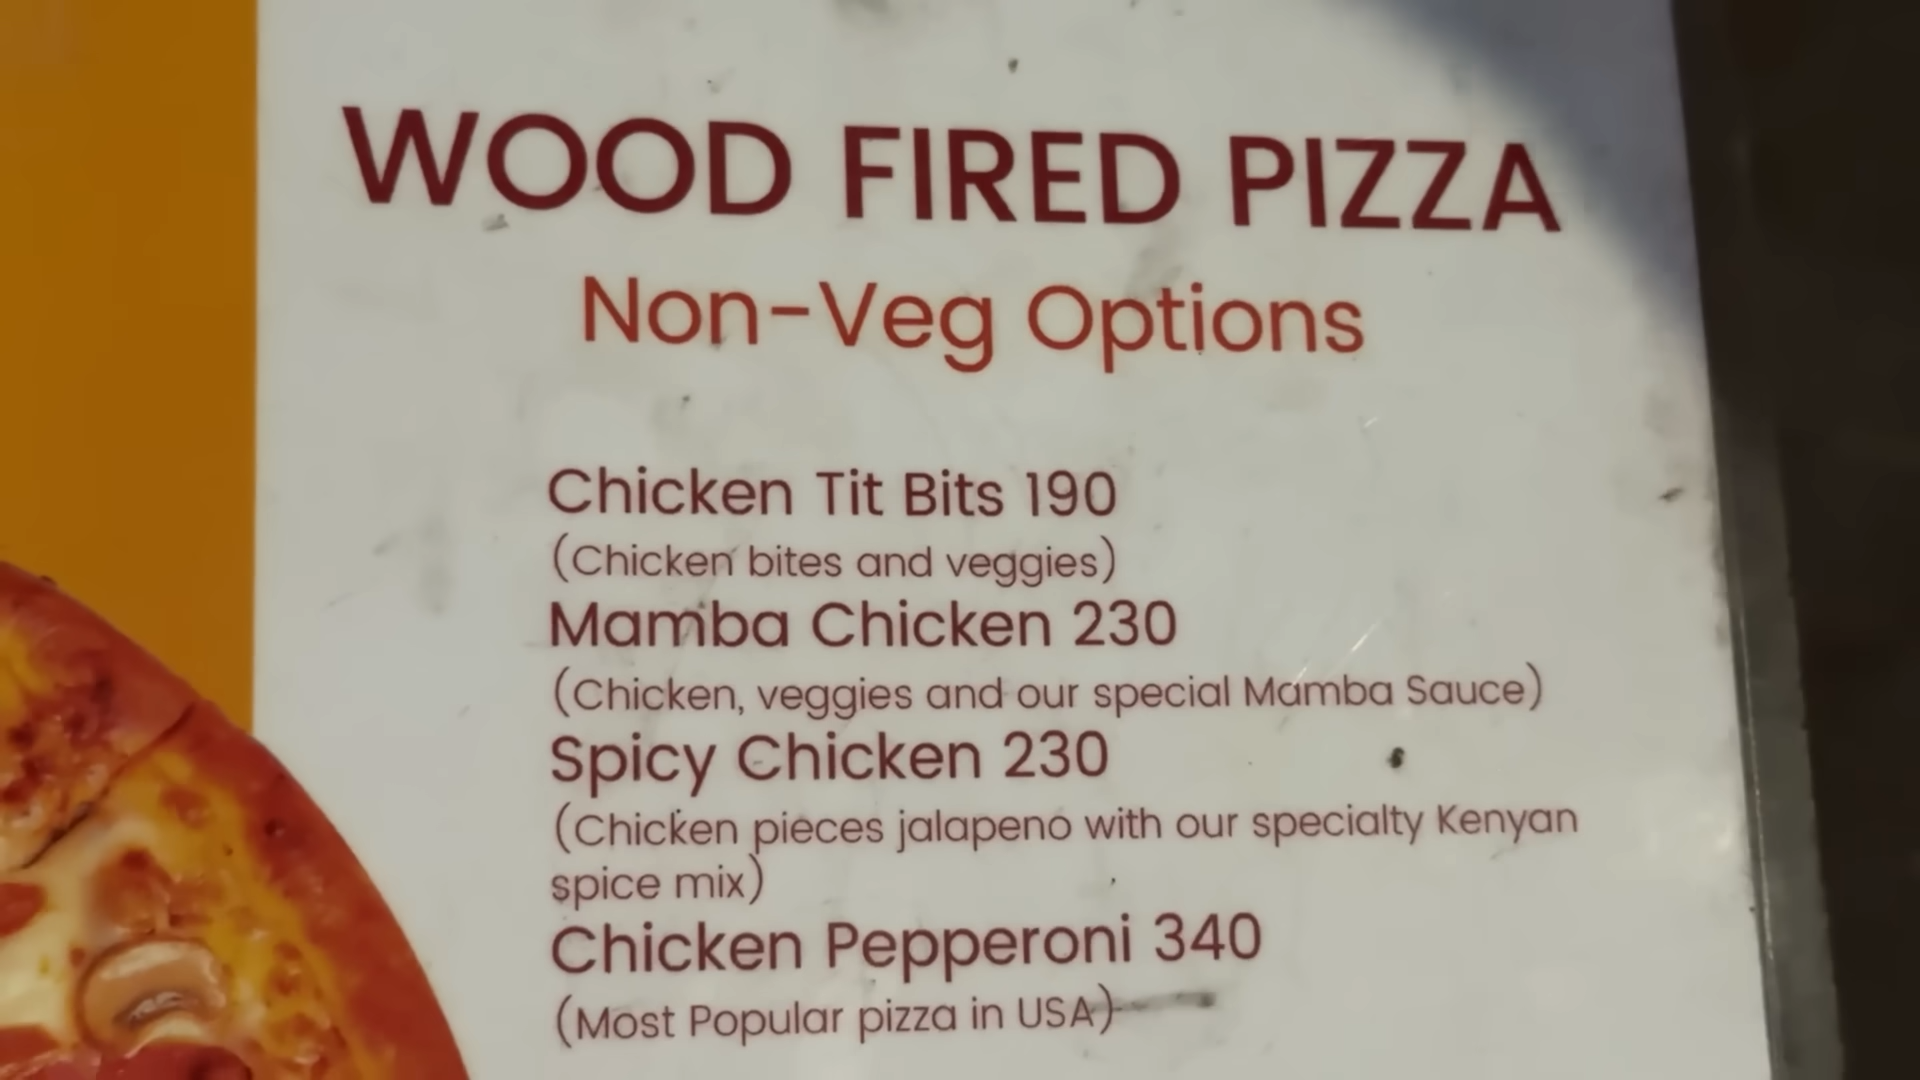 WOOD FIRED PIZZA
Non-Veg Options
Chicken Tit Bits 190
(Chicken bites and veggies)
Mamba Chicken 230
(Chicken, veggies and our special Mamba Sauce)
Spicy Chicken 230
(Chicken pieces jalapeno with our specialty Kenyan
spice mix)
Chicken Pepperoni 340
(Most Popular pizza in USA)